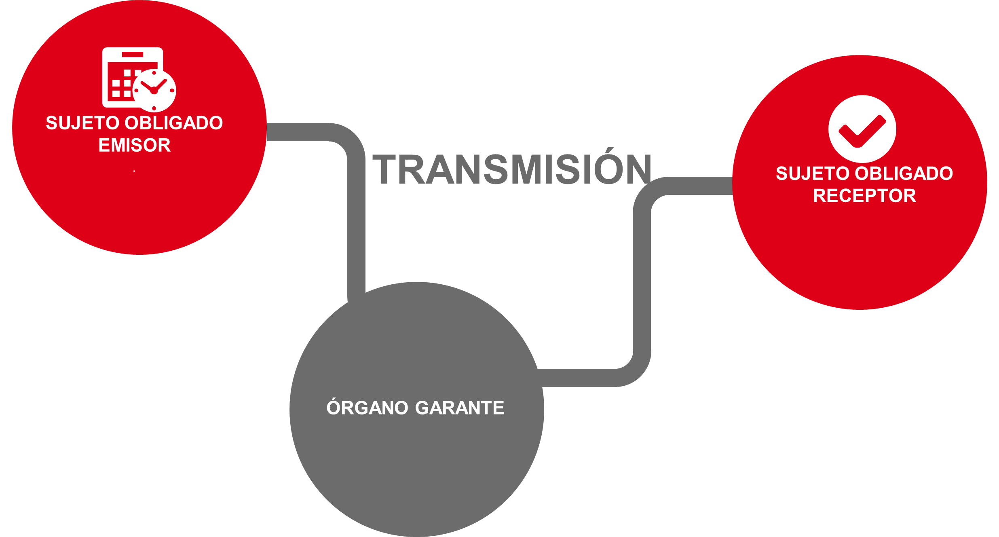 SUJETO OBLIGADO
EMISOR
.
TRANSMISIÓN
SUJETO OBLIGADO
RECEPTOR
ÓRGANO GARANTE